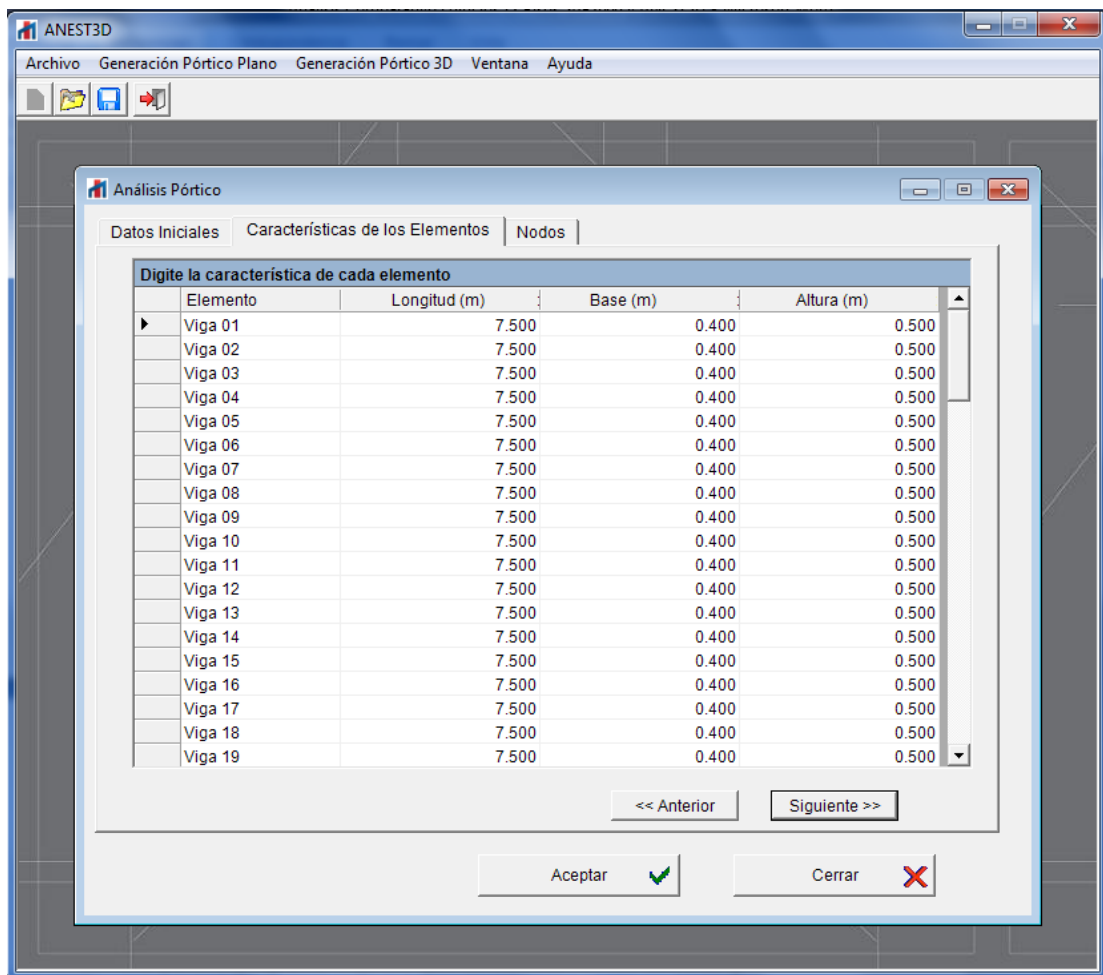 ANEST3D
Archivo Generación Pórtico Plano Generación Pórtico 3D Ventana Ayuda
Análisis Pórtico
Datos Iniciales Características de los Elementos Nodos
Digite la característica de cada elemento
Elemento Longitud (m) : Base (m) : Altura (m)
Viga 01 7.500 0.400 0.500
Viga 02 7.500 0.400 0.500
Viga 03 7.500 0.400 0.500
Viga 04 7.500 0.400 0.500
Viga 05 7.500 0.400 0.500
Viga 06 7.500 0.400 0.500
Viga 07 7.500 0.400 0.500
Viga 08 7.500 0.400 0.500
Viga 09 7.500 0.400 0.500
Viga 10 7.500 0.400 0.500
Viga 11 7.500 0.400 0.500
Viga 12 7.500 0.400 0.500
Viga 13 7.500 0.400 0.500
Viga 14 7.500 0.400 0.500
Viga 15 7.500 0.400 0.500
Viga 16 7.500 0.400 0.500
Viga 17 7.500 0.400 0.500
Viga 18 7.500 0.400 0.500
Viga 19 7.500 0.400 0.500
<< Anterior Siguiente >>
Aceptar Cerrar